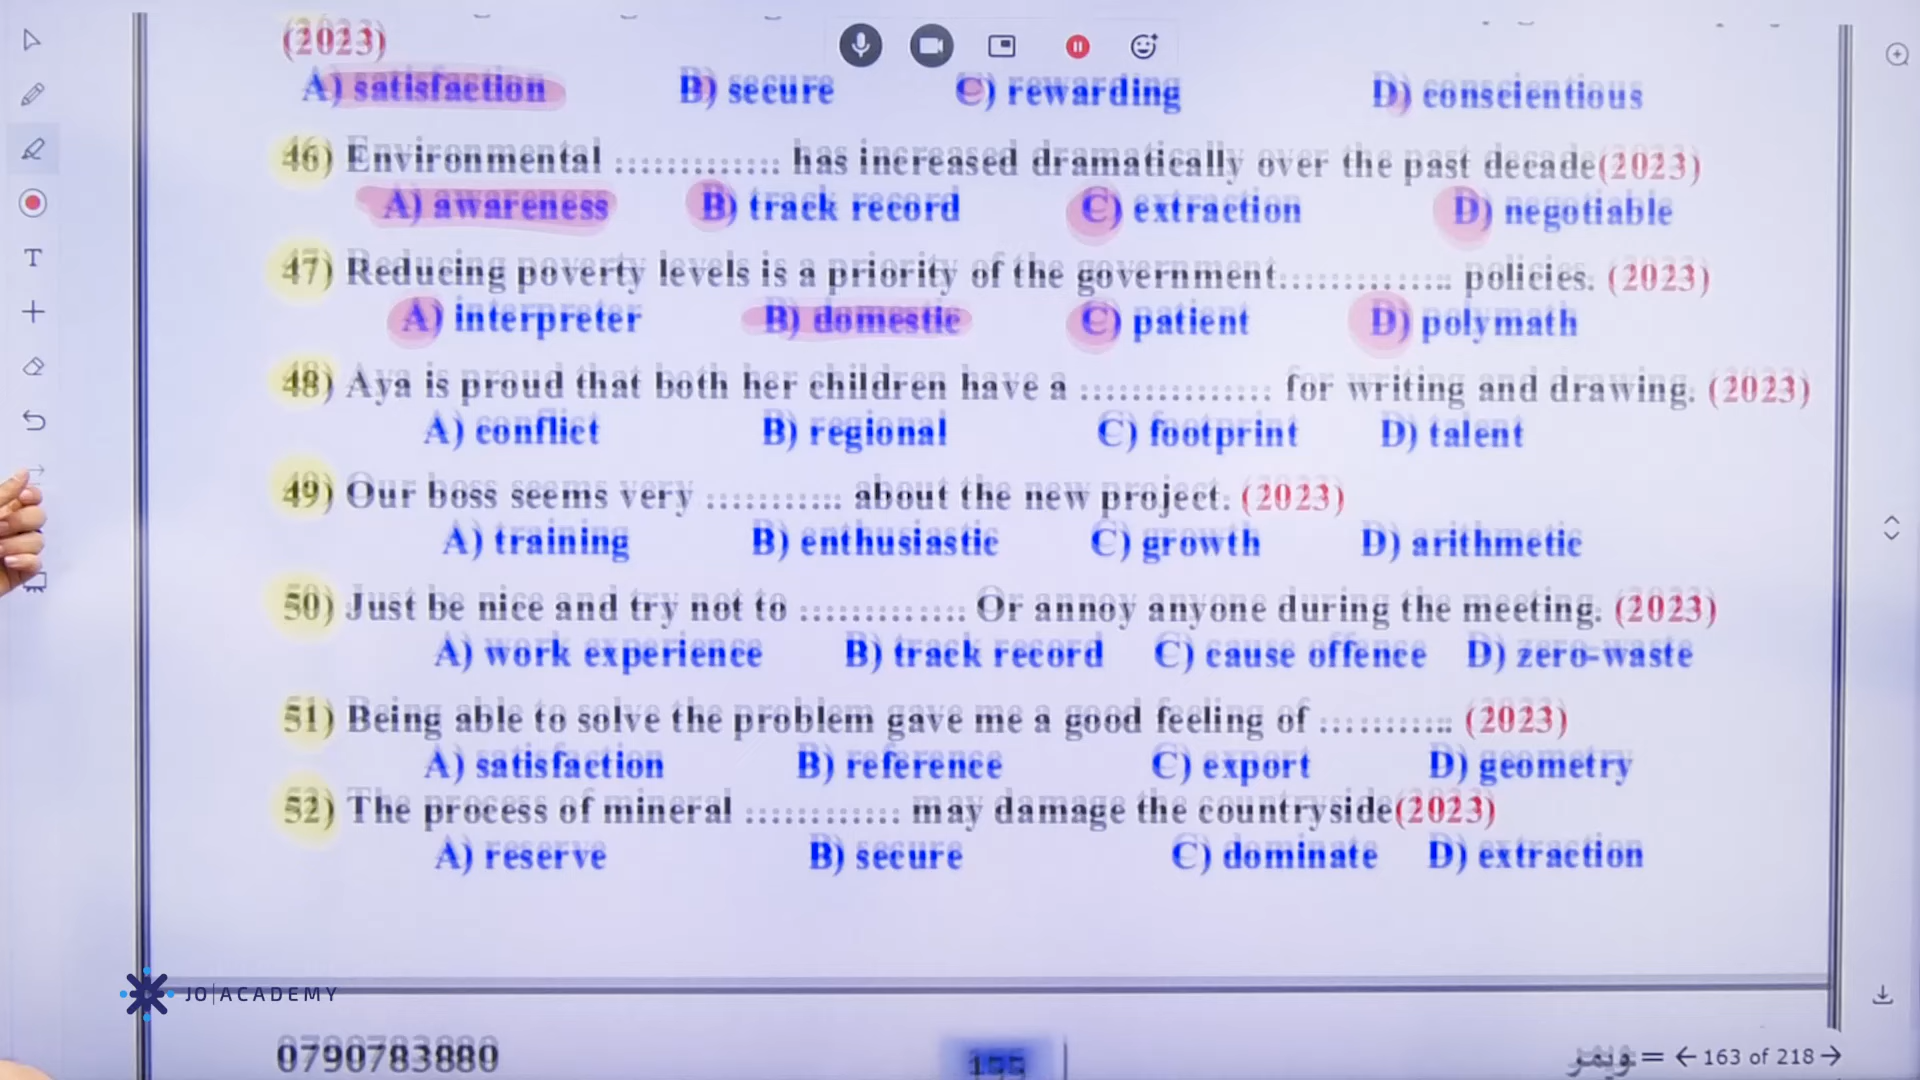 (2023)
A) satisfaction B) secure C) rewarding D) conscientious
46) Environmental ............. has increased dramatically over the past decade(2023)
A) awareness B) track record C) extraction D) negotiable
47) Reducing poverty levels is a priority of the government.............. policies. (2023)
A) interpreter B) domestic C) patient D) polymath
48) Aya is proud that both her children have a ............... for writing and drawing. (2023)
A) conflict B) regional C) footprint D) talent
49) Our boss seems very ........... about the new project. (2023)
A) training B) enthusiastic C) growth D) arithmetic
50) Just be nice and try not to ............. Or annoy anyone during the meeting. (2023)
A) work experience B) track record C) cause offence D) zero-waste
51) Being able to solve the problem gave me a good feeling of ........... (2023)
A) satisfaction B) reference C) export D) geometry
52) The process of mineral ............ may damage the countryside(2023)
A) reserve B) secure C) dominate D) extraction
JO ACADEMY
0790783880
163 of 218